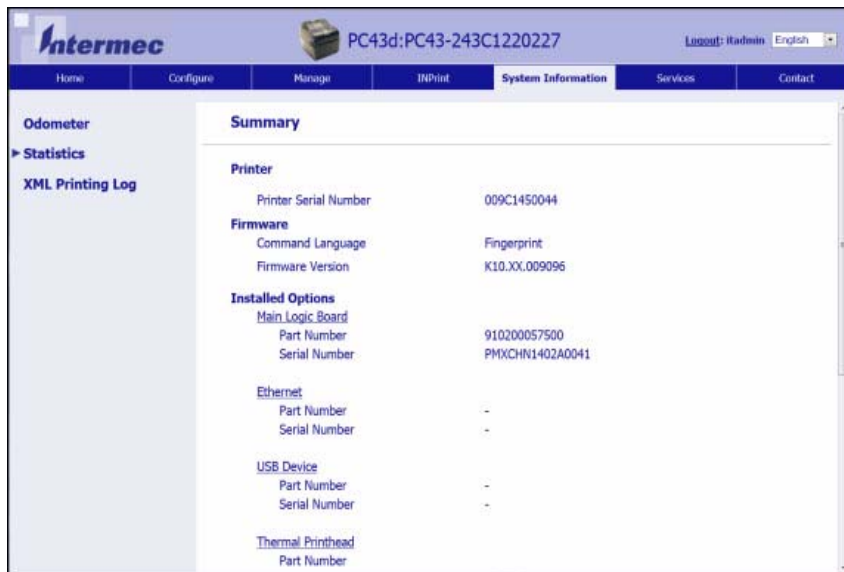 Intermec
PC43d:PC43-243C1220227
Logout: itadmin English
Home Configure Manage INPrint System Information Services Contact
Odometer
Statistics
XML Printing Log
Summary
Printer
Printer Serial Number 009C1450044
Firmware
Command Language Fingerprint
Firmware Version K10.XX.009096
Installed Options
Main Logic Board
Part Number 910200057500
Serial Number PMXCHN1402A0041
Ethernet
Part Number -
Serial Number -
USB Device
Part Number -
Serial Number -
Thermal Printhead
Part Number